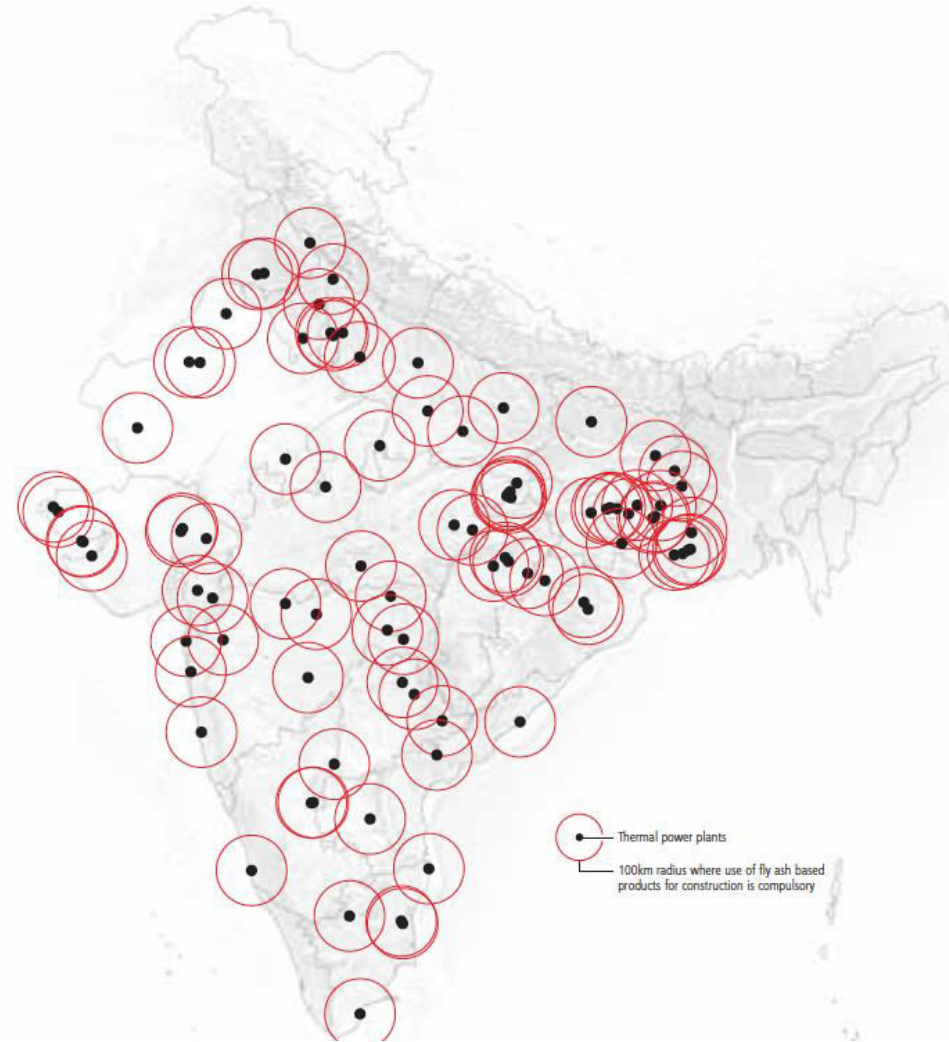 Thermal power plants
100km radius where use of fly ash based
products for construction is compulsory